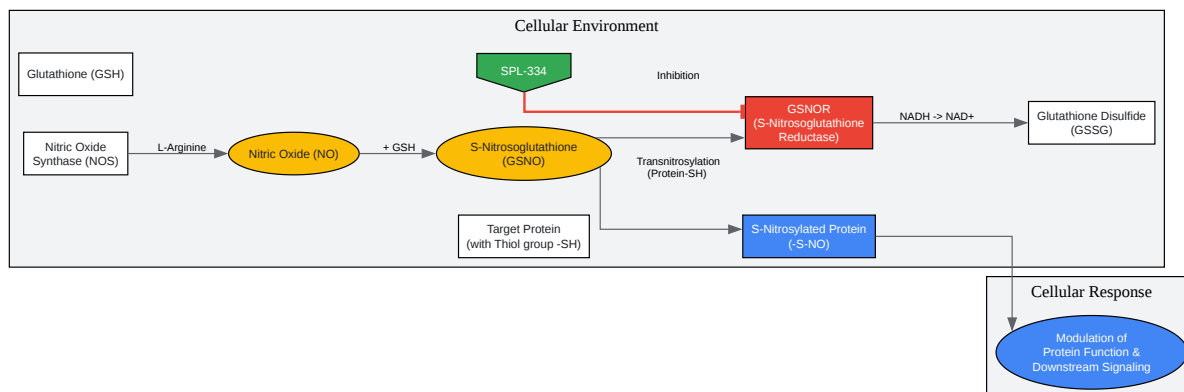 Cellular Environment
Glutathione (GSH)
SPL-334
Inhibition
GSNOR
(S-Nitrosoglutathione
Reductase)
NADH -> NAD+
Glutathione Disulfide
(GSSG)
Nitric Oxide
Synthase (NOS)
L-Arginine
Nitric Oxide (NO)
+ GSH
S-Nitrosoglutathione
(GSNO)
Transnitrosylation
(Protein-SH)
Target Protein
(with Thiol group -SH)
S-Nitrosylated Protein
(-S-NO)
Cellular Response
Modulation of
Protein Function &
Downstream Signaling